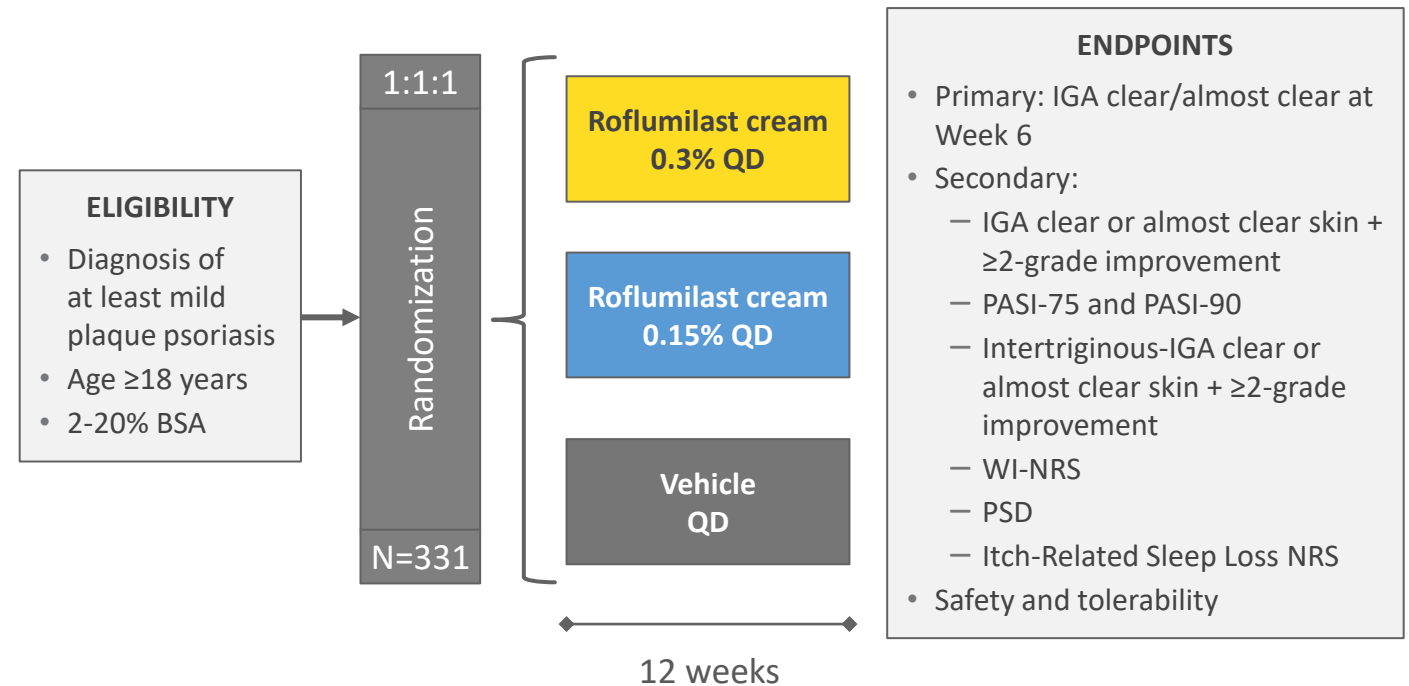 ELIGIBILITY
• Diagnosis of
at least mild
plaque psoriasis
• Age ≥18 years
• 2-20% BSA
1:1:1
Randomization
N=331
Roflumilast cream
0.3% QD
Roflumilast cream
0.15% QD
Vehicle
QD
12 weeks
ENDPOINTS
• Primary: IGA clear/almost clear at
Week 6
• Secondary:
— IGA clear or almost clear skin +
≥2-grade improvement
— PASI-75 and PASI-90
— Intertriginous-IGA clear or
almost clear skin + ≥2-grade
improvement
— WI-NRS
— PSD
— Itch-Related Sleep Loss NRS
• Safety and tolerability